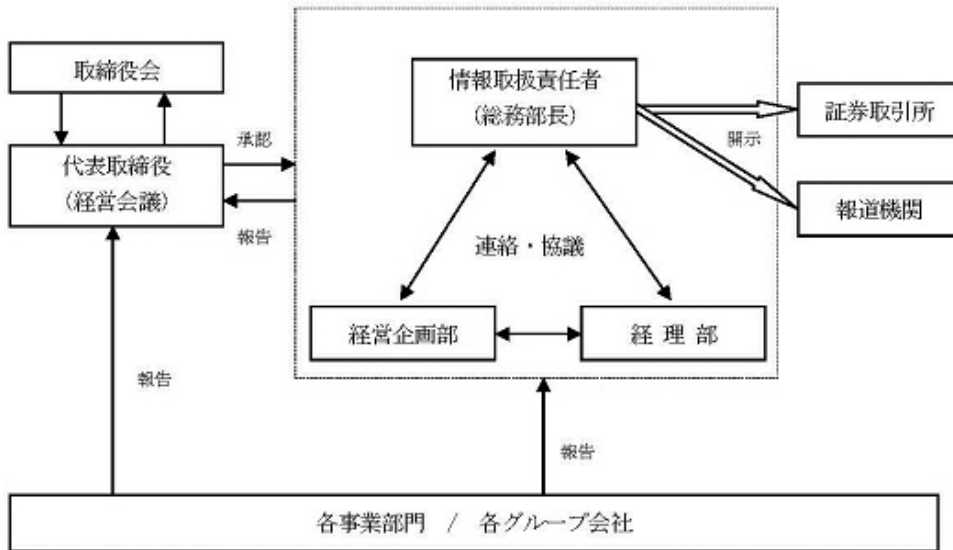 取締役会
情報取扱責任者
(総務部長)
証券取引所
承認
開示
代表取締役
(経営会議)
報道機関
報告
連絡・協議
経営企画部
経理部
報告
報告
各事業部門 / 各グループ会社